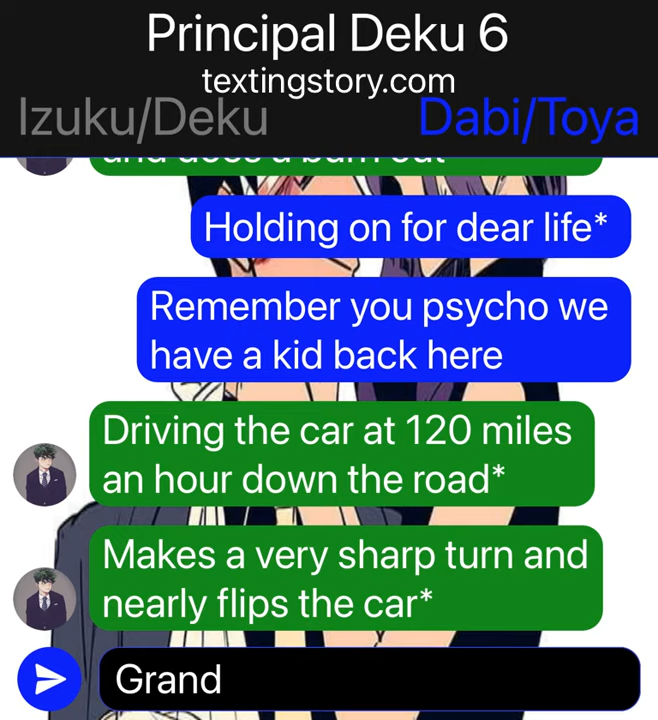 Principal Deku 6
textingstory.com
Izuku/Deku Dabi/Toya
Holding on for dear life*
Remember you psycho we
have a kid back here
Driving the car at 120 miles
an hour down the road*
Makes a very sharp turn and
nearly flips the car*
Grand